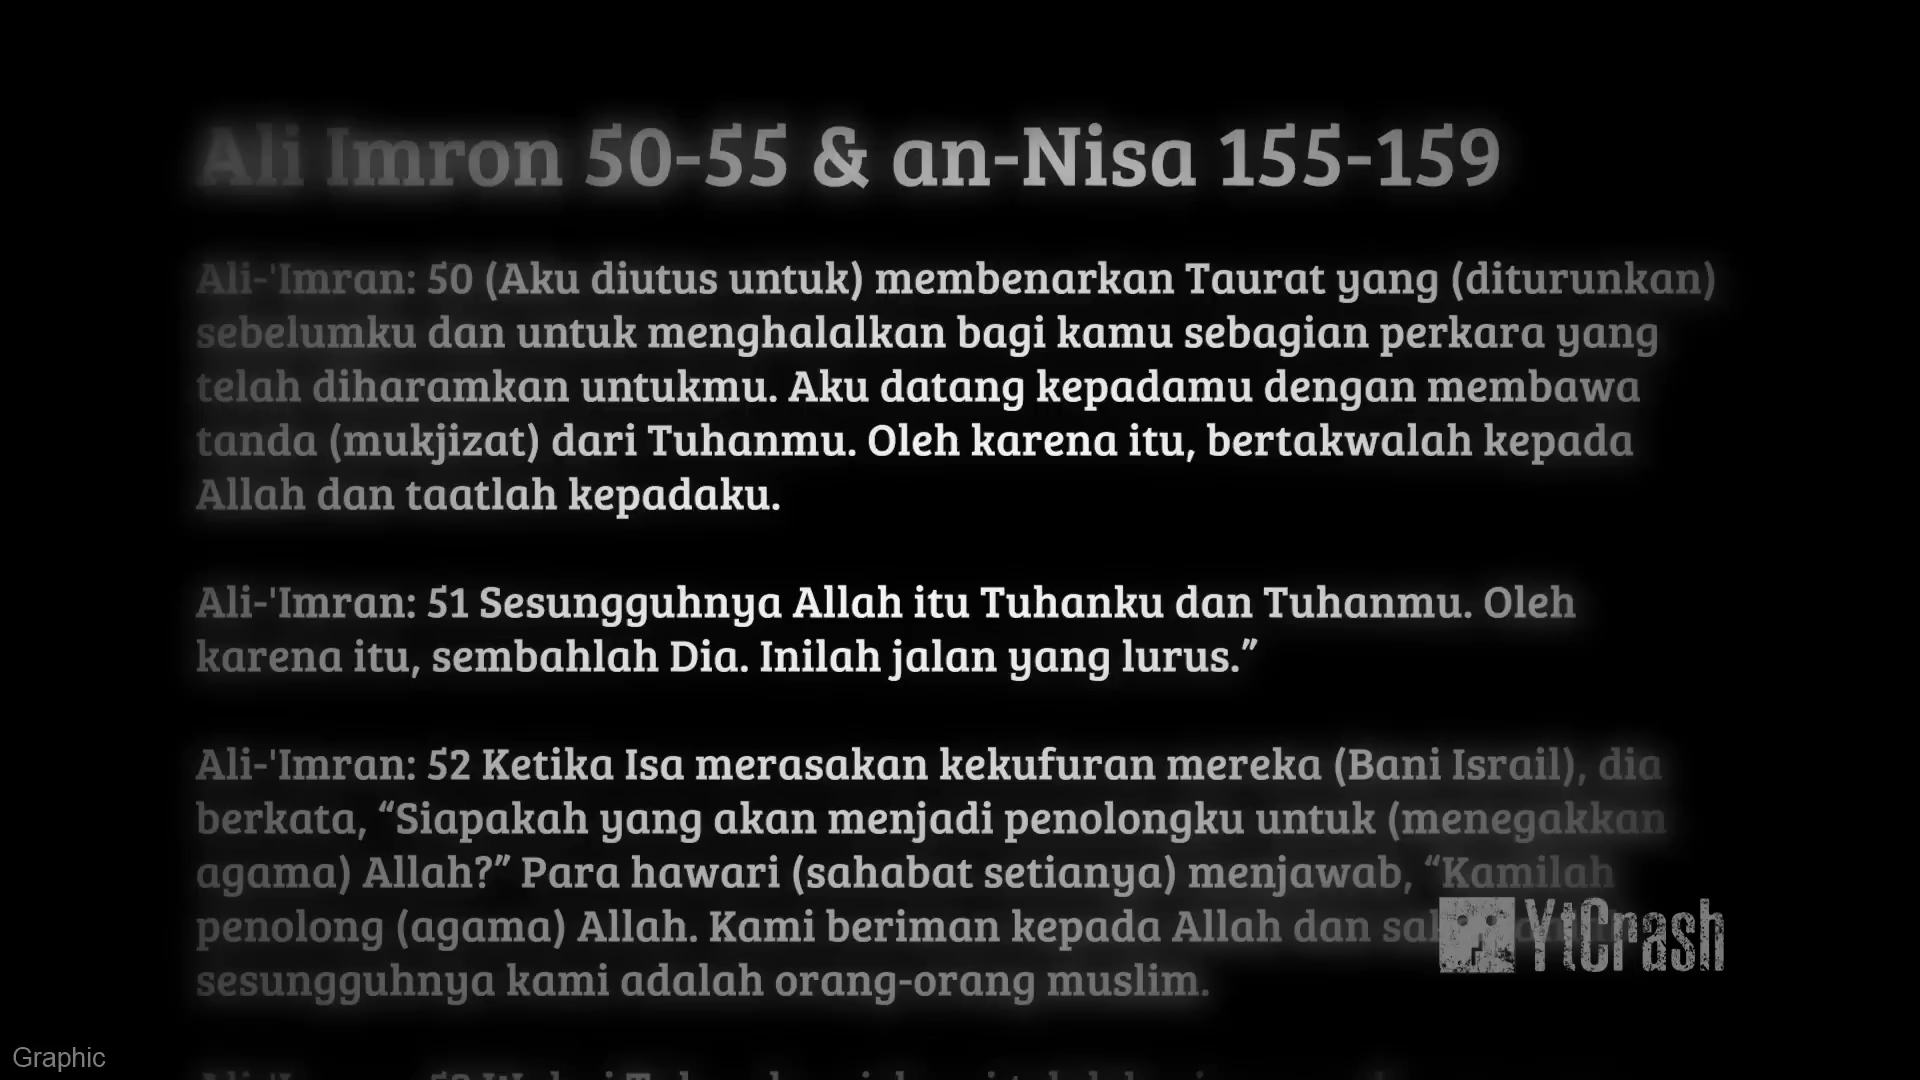 Ali Imron 50-55 & an-Nisa 155-159
Ali-'Imran: 50 (Aku diutus untuk) membenarkan Taurat yang (diturunkan)
sebelumku dan untuk menghalalkan bagi kamu sebagian perkara yang
telah diharamkan untukmu. Aku datang kepadamu dengan membawa
tanda (mukjizat) dari Tuhanmu. Oleh karena itu, bertakwalah kepada
Allah dan taatlah kepadaku.
Ali-'Imran: 51 Sesungguhnya Allah itu Tuhanku dan Tuhanmu. Oleh
karena itu, sembahlah Dia. Inilah jalan yang lurus.”
Ali-'Imran: 52 Ketika Isa merasakan kekufuran mereka (Bani Israil), dia
berkata, “Siapakah yang akan menjadi penolongku untuk (menegakkan
agama) Allah?” Para hawari (sahabat setianya) menjawab, “Kamilah
penolong (agama) Allah. Kami beriman kepada Allah dan
sesungguhnya kami adalah orang-orang muslim.
YtCrash
Graphic